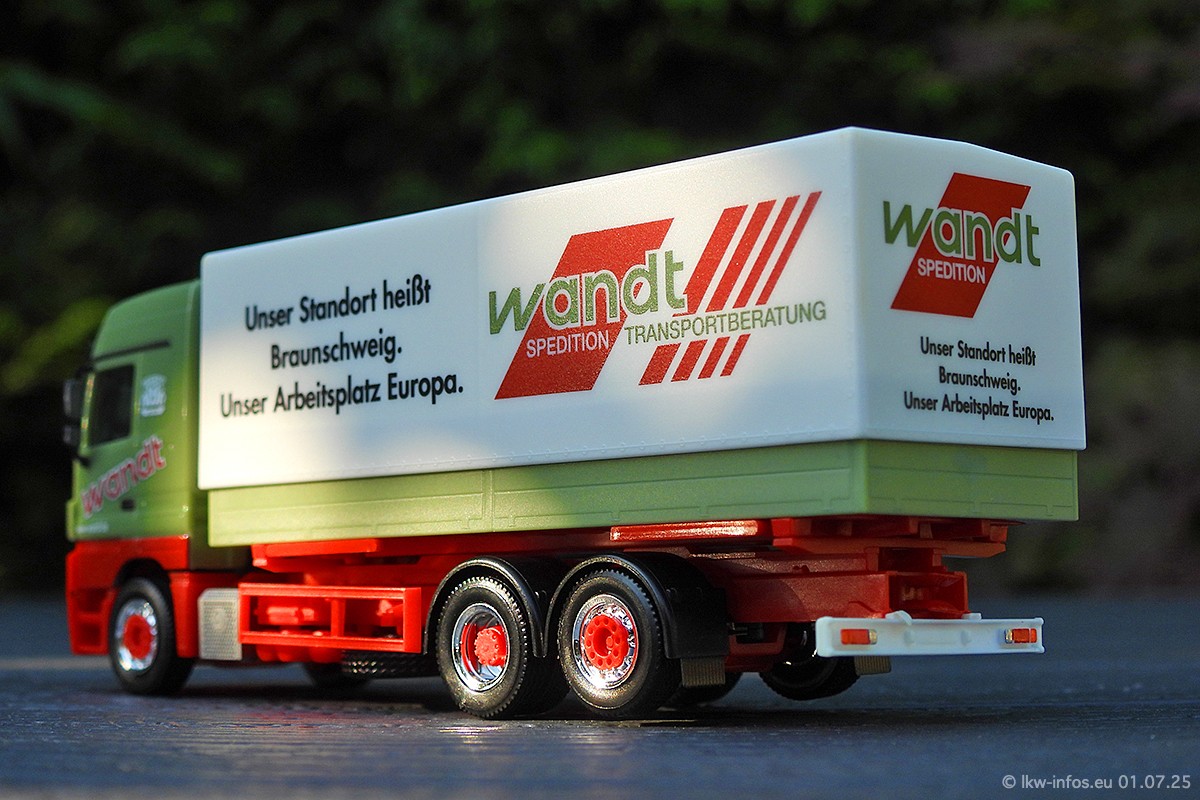 Unser Standort heißt
Braunschweig.
Unser Arbeitsplatz Europa.
wandt
SPEDITION
TRANSPORTBERATUNG
wandt
SPEDITION
Unser Standort heißt
Braunschweig.
Unser Arbeitsplatz Europa.
wandt
© lkw-infos.eu 01.07.25